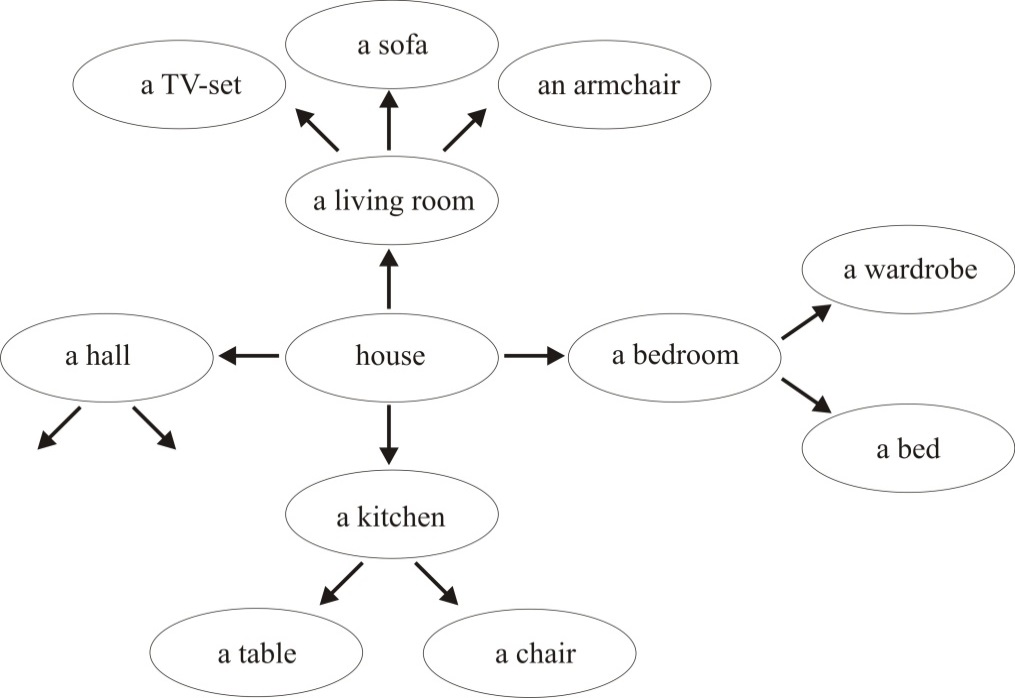 a sofa
a TV-set
an armchair
a living room
a wardrobe
a hall
house
a bedroom
a bed
a kitchen
a table
a chair